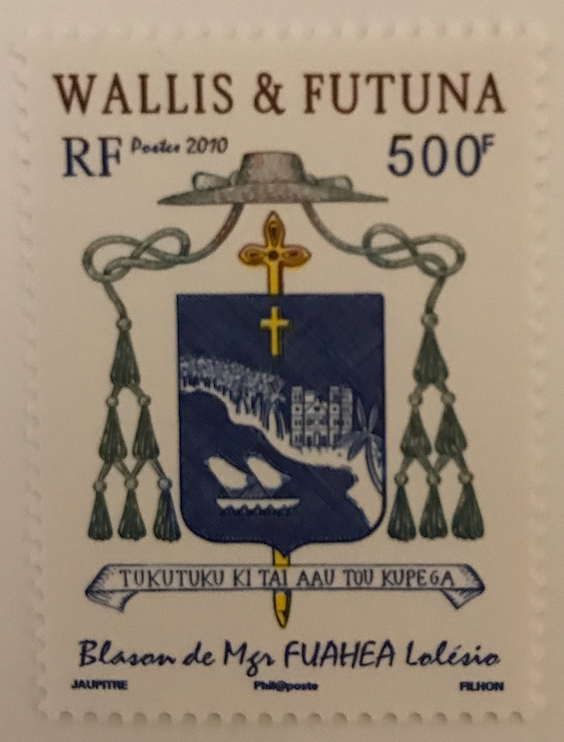 WALLIS & FUTUNA
RF Postes 2010 500F
TUKUTUKU KI TAI AAU TOU KUPEGA
Blason de Mgr FUAHEA Lolésio
JAUPITRE Phil@poste FILHON